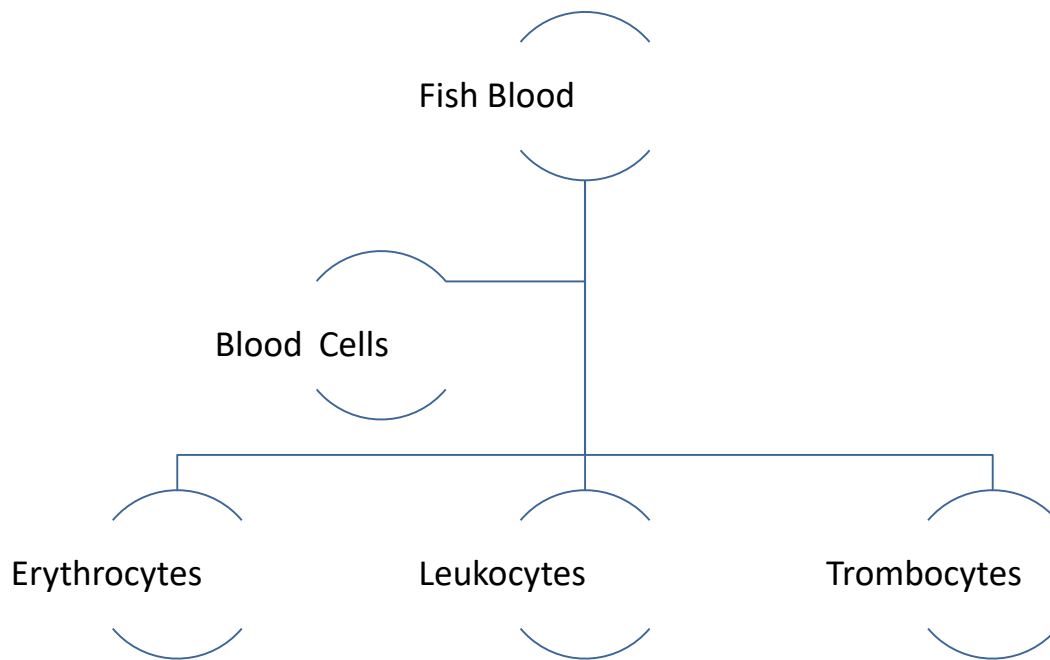 Fish Blood
Blood  Cells
Erythrocytes
Leukocytes
Trombocytes